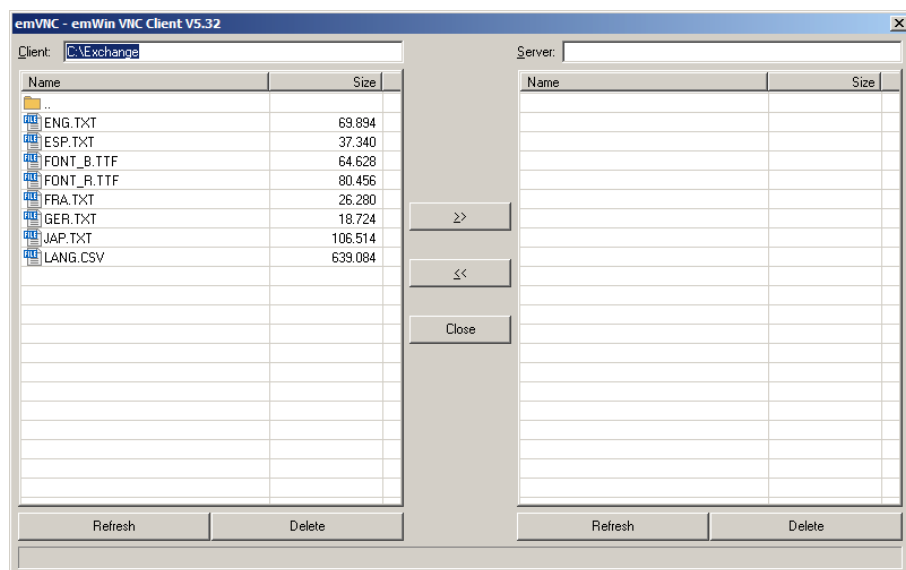 emVNC - emWin VNC Client V5.32
Client: C:\Exchange
Server:
Name Size
Name Size
..
ENG.TXT 69.894
ESP.TXT 37.340
FONT_B.TTF 64.628
FONT_R.TTF 80.456
FRA.TXT 26.280
GER.TXT 18.724
JAP.TXT 106.514
LANG.CSV 639.084
>>
<<
Close
Refresh Delete
Refresh Delete